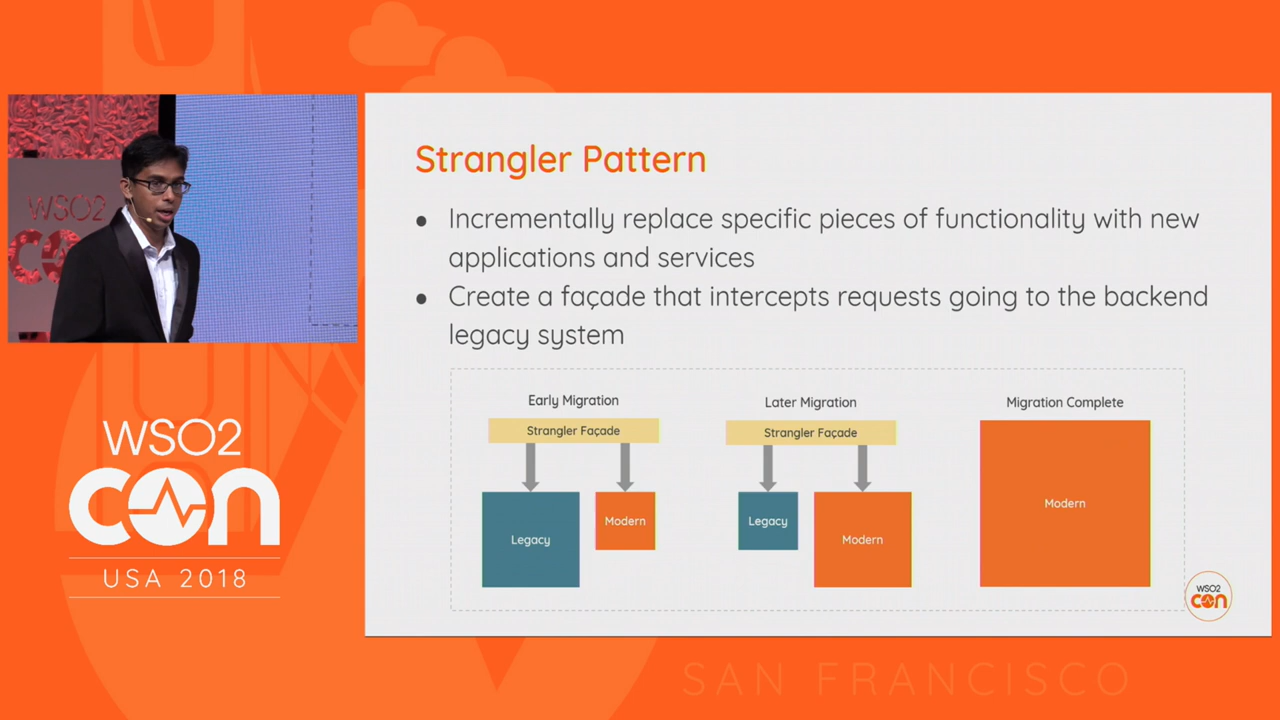 Strangler Pattern
● Incrementally replace specific pieces of functionality with new
applications and services
● Create a façade that intercepts requests going to the backend
legacy system
Early Migration
Strangler Façade
Legacy
Modern
Later Migration
Strangler Façade
Legacy
Modern
Migration Complete
Modern
WSO2
con
WSO2
CO
WSO2
con
USA 2018
SAN FRANCISCO